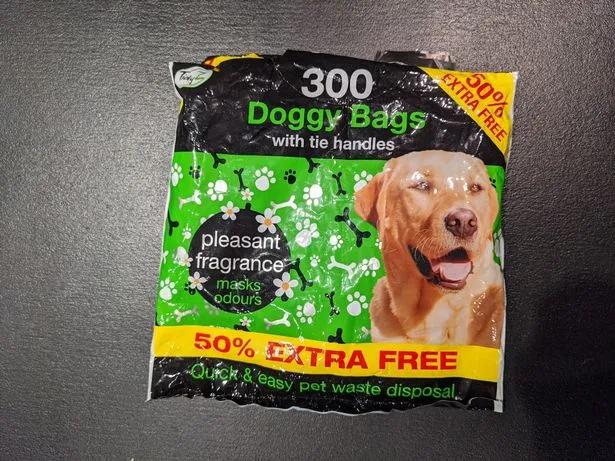 300
Doggy Bags
with tie handles
50%
EXTRA FREE
pleasant
fragrance
masks
odours
50% EXTRA FREE
Quick & easy pet waste disposal